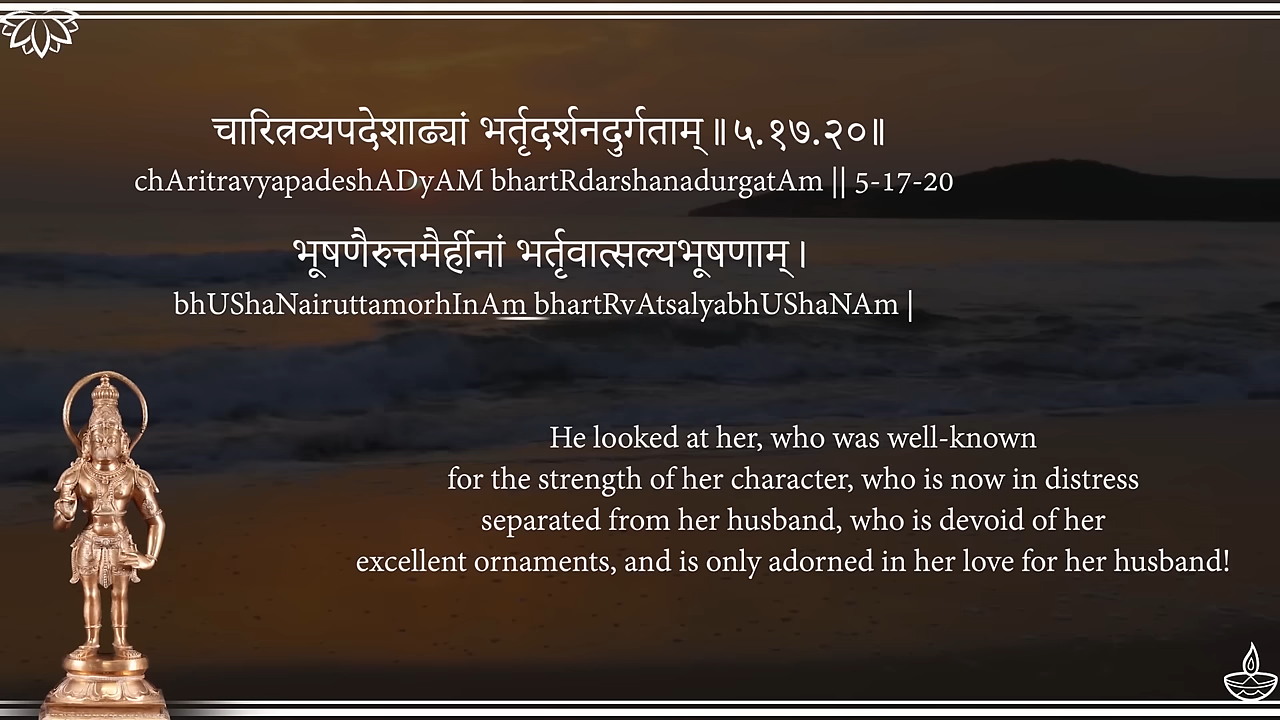 चारित्रव्यपदेशाढ्यां भर्तृदर्शनदुर्गताम्॥५.१७.२०॥
chAritravyapadeshADyAM bhartRdarshanadurgatAm || 5-17-20
भूषणैरुत्तमैर्हीनां भर्तृवात्सल्यभूषणाम्।
bhUShaNairuttamorhInAm bhartRvAtsalyabhUShaNAm |
He looked at her, who was well-known
for the strength of her character, who is now in distress
separated from her husband, who is devoid of her
excellent ornaments, and is only adorned in her love for her husband!